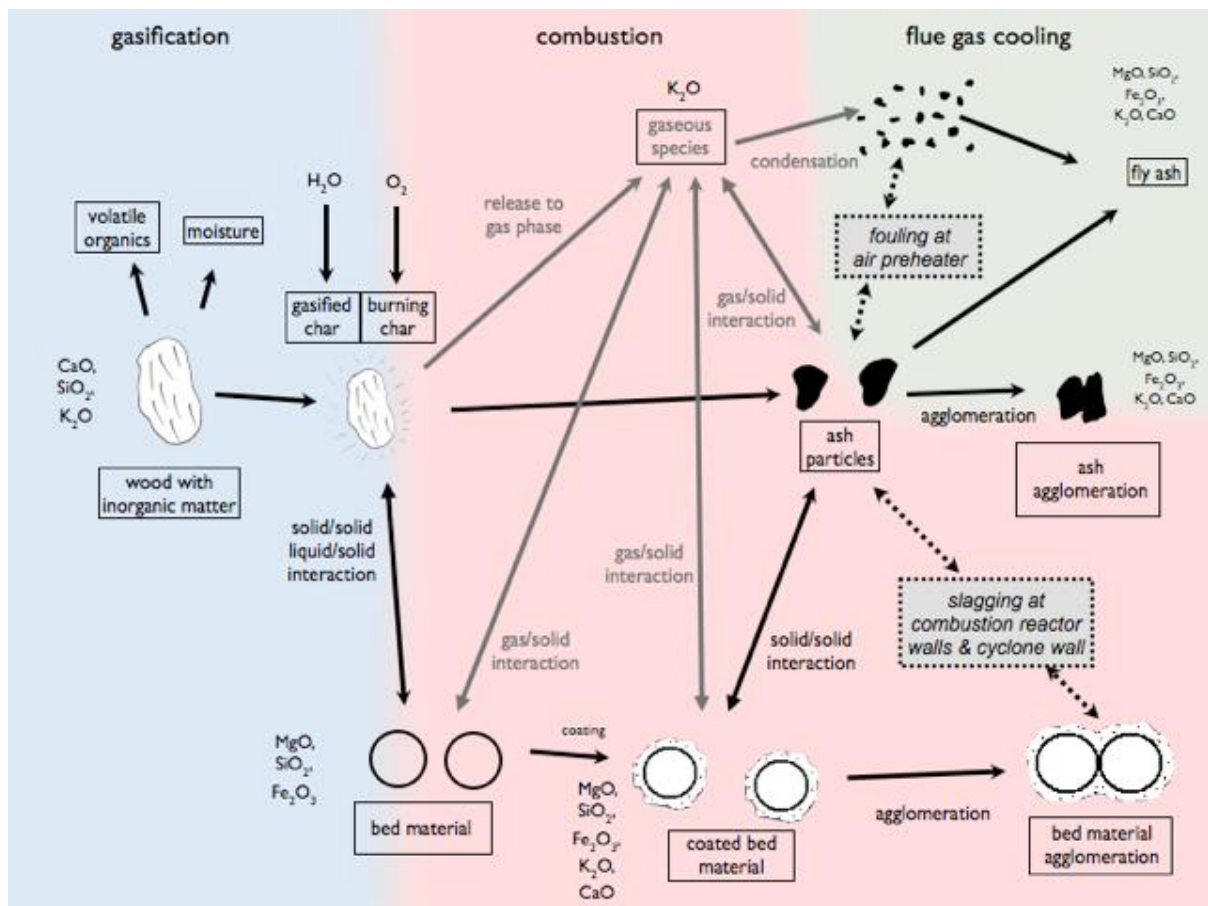 gasification
combustion
flue gas cooling
K₂O
gaseous
species
MgO, SiO₂,
Fe₂O₃,
K₂O, CaO
condensation
fly ash
H₂O
O₂
volatile
organics
moisture
release to
gas phase
fouling at
air preheater
gasified
char
burning
char
gas/solid
interaction
CaO,
SiO₂,
K₂O
MgO, SiO₂,
Fe₂O₃,
K₂O, CaO
agglomeration
ash
particles
ash
agglomeration
wood with
inorganic matter
solid/solid
liquid/solid
interaction
gas/solid
interaction
slagging at
combustion reactor
walls & cyclone wall
gas/solid
interaction
solid/solid
interaction
MgO,
SiO₂,
Fe₂O₃
coating
MgO,
SiO₂,
Fe₂O₃,
K₂O,
CaO
agglomeration
bed material
coated bed
material
bed material
agglomeration